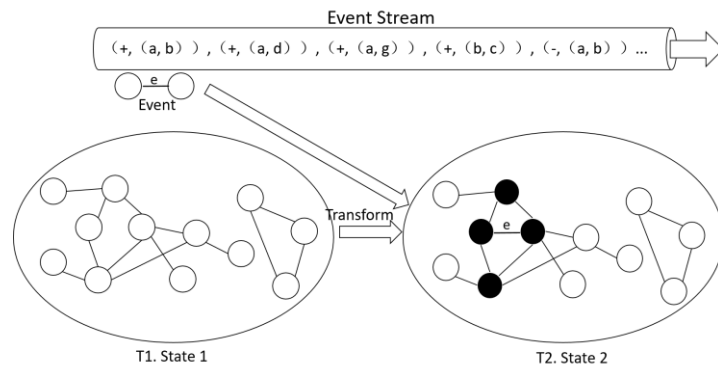 Event Stream
(+, (a, b)) , (+, (a, d)) , (+, (a, g)) , (+, (b, c)) , (-, (a, b)) ...
e
Event
Transform
e
T1. State 1
T2. State 2